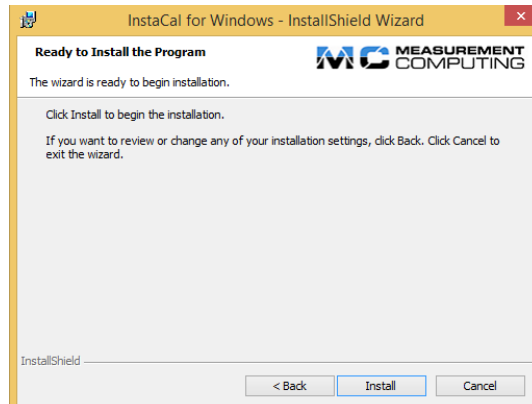 InstaCal for Windows - InstallShield Wizard
Ready to Install the Program
The wizard is ready to begin installation.
MC MEASUREMENT
COMPUTING
Click Install to begin the installation.
If you want to review or change any of your installation settings, click Back. Click Cancel to
exit the wizard.
InstallShield
< Back Install Cancel